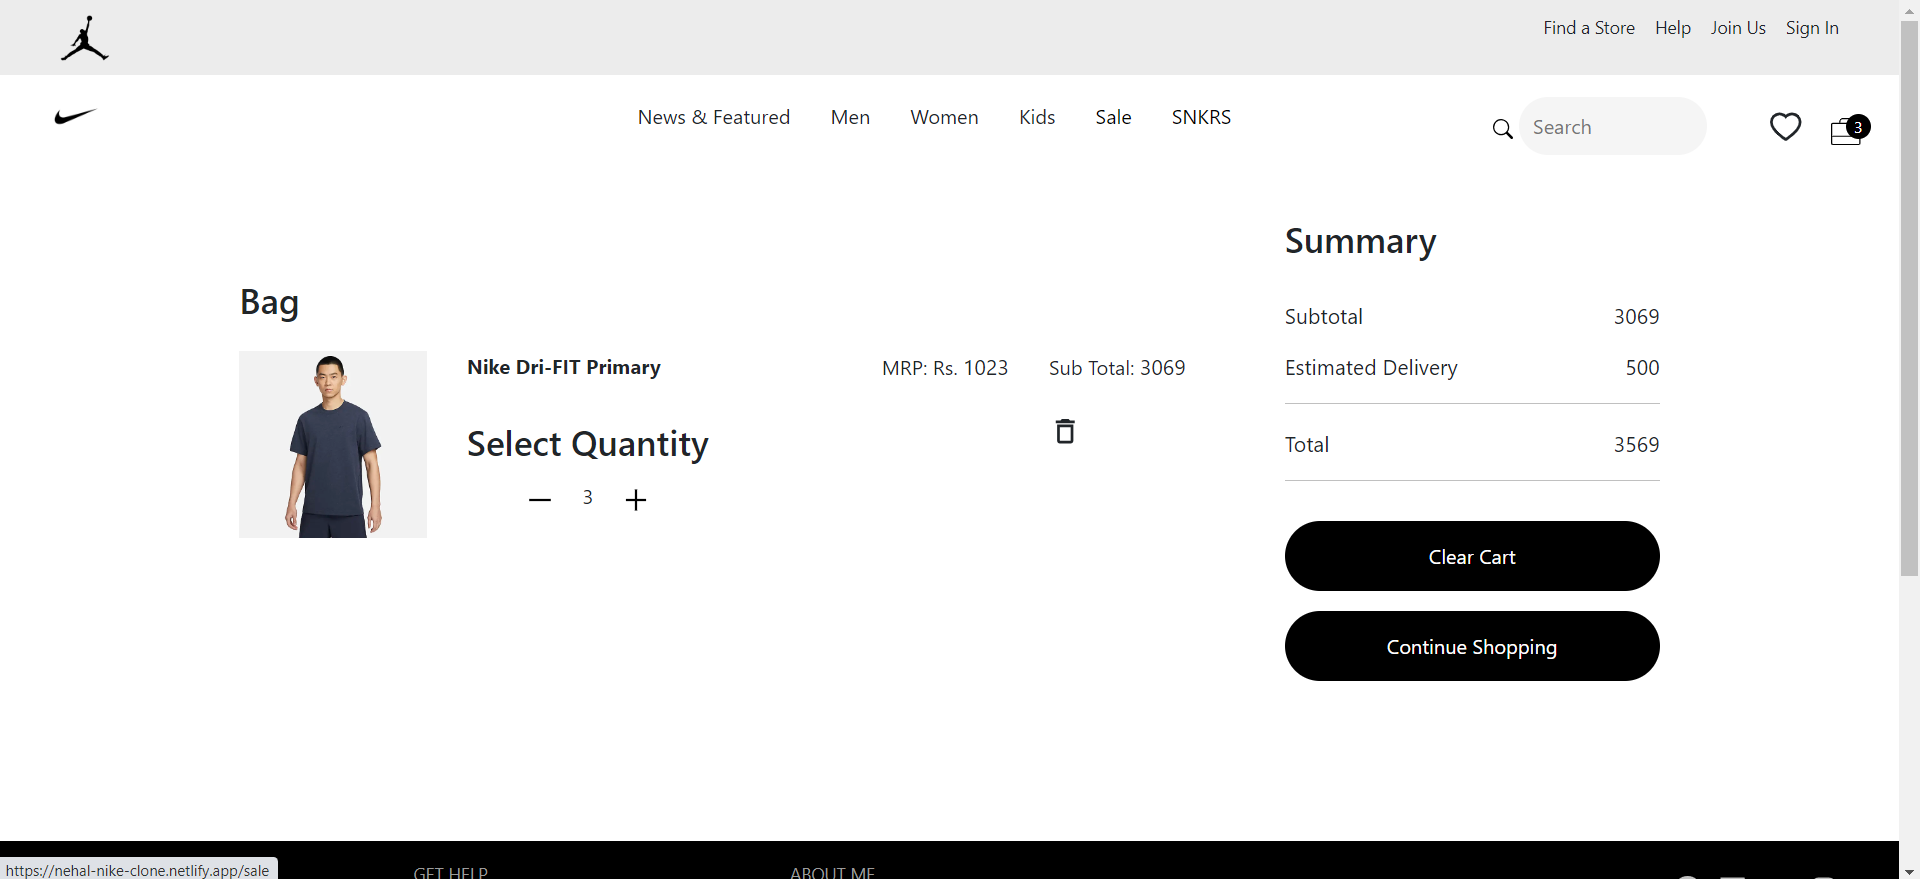 Find a Store Help Join Us Sign In
News & Featured Men Women Kids Sale SNKRS
Search
3
Summary
Bag
Subtotal 3069
Nike Dri-FIT Primary MRP: Rs. 1023 Sub Total: 3069
Estimated Delivery 500
Select Quantity
Total 3569
3
Clear Cart
Continue Shopping
https://nehal-nike-clone.netlify.app/sale
GET HELP ABOUT ME